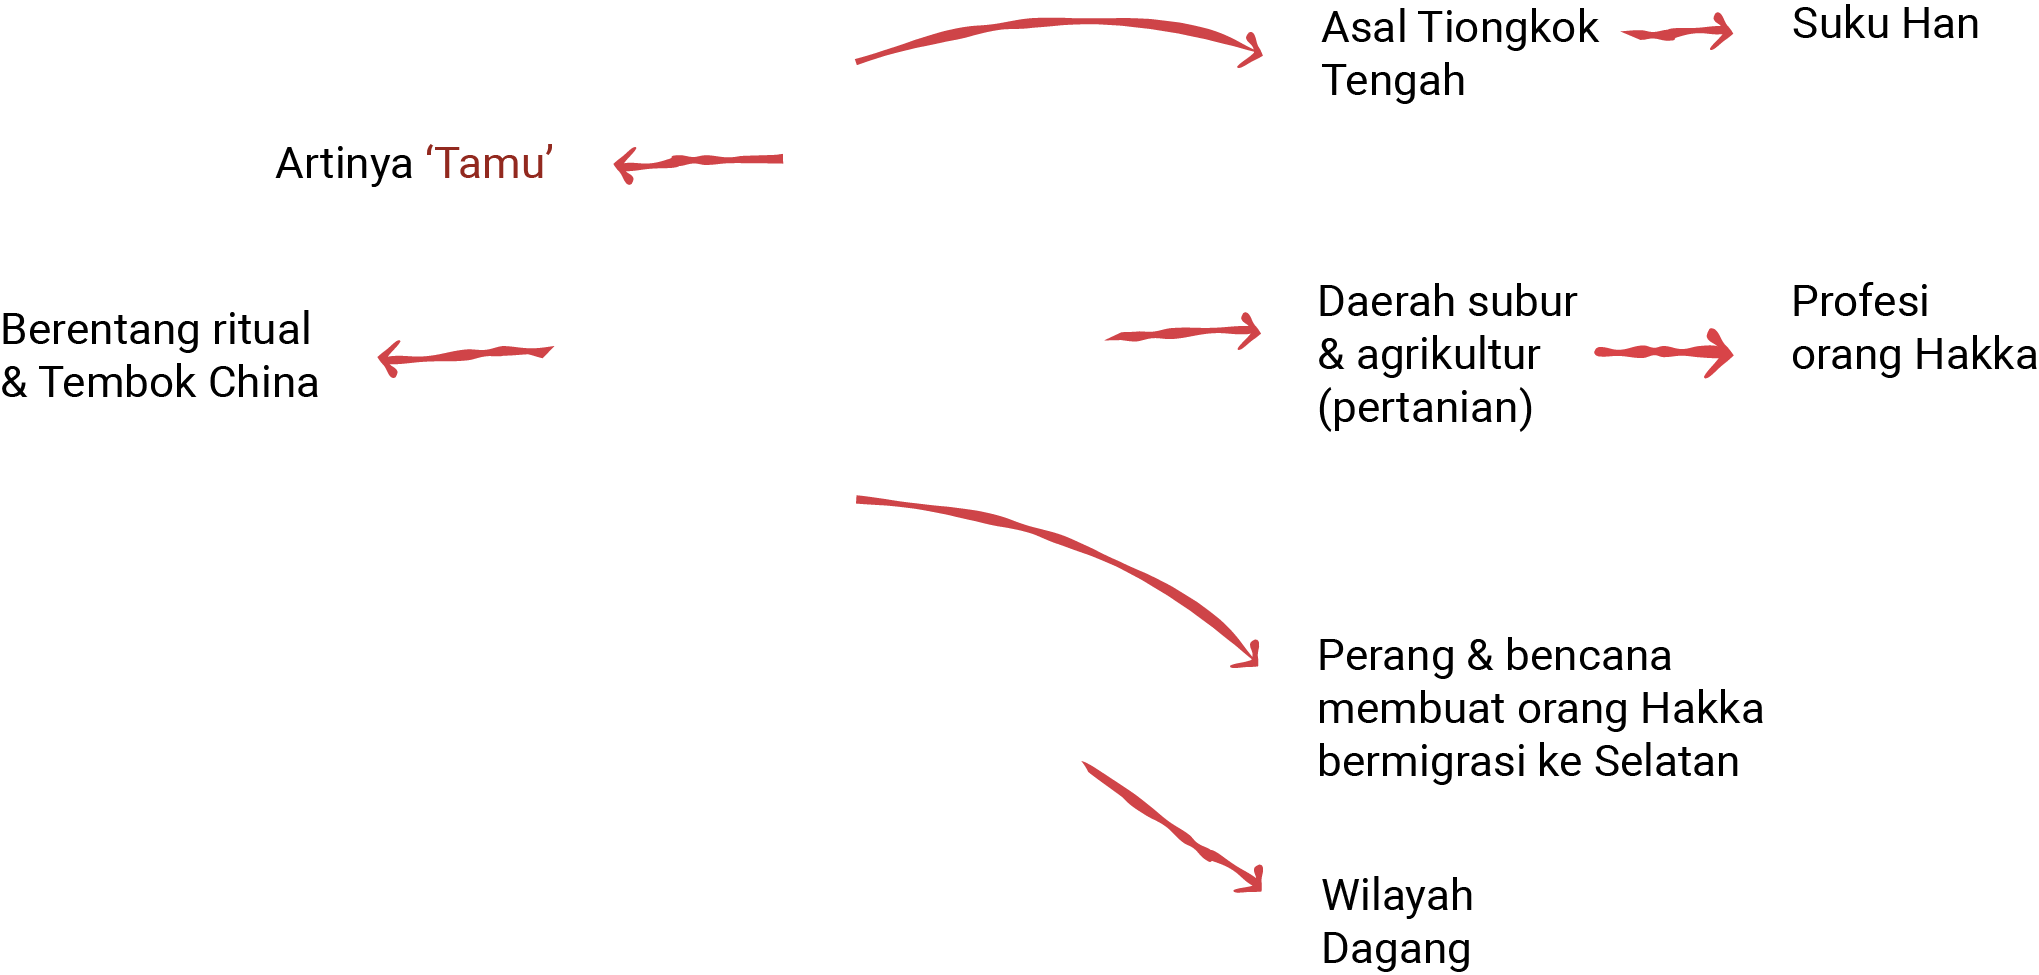 Asal Tiongkok
Tengah
Suku Han
Artinya ‘Tamu’
Berentang ritual
& Tembok China
Daerah subur
& agrikultur
(pertanian)
Profesi
orang Hakka
Perang & bencana
membuat orang Hakka
bermigrasi ke Selatan
Wilayah
Dagang